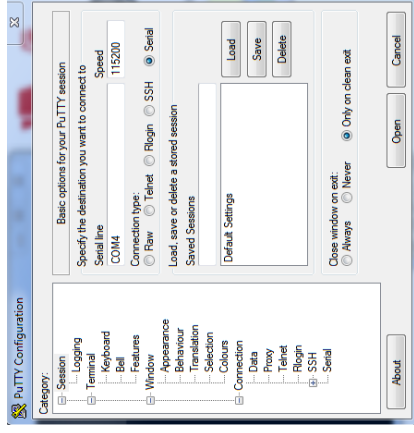 PuTTY Configuration
Category:
Session
Logging
Terminal
Keyboard
Bell
Features
Window
Appearance
Behaviour
Translation
Selection
Colours
Connection
Data
Proxy
Telnet
Rlogin
SSH
Serial
Basic options for your PuTTY session
Specify the destination you want to connect to
Serial line Speed
COM4 115200
Connection type:
Raw Telnet Rlogin SSH Serial
Load, save or delete a stored session
Saved Sessions
Default Settings
Load
Save
Delete
Close window on exit:
Always Never Only on clean exit
About Open Cancel